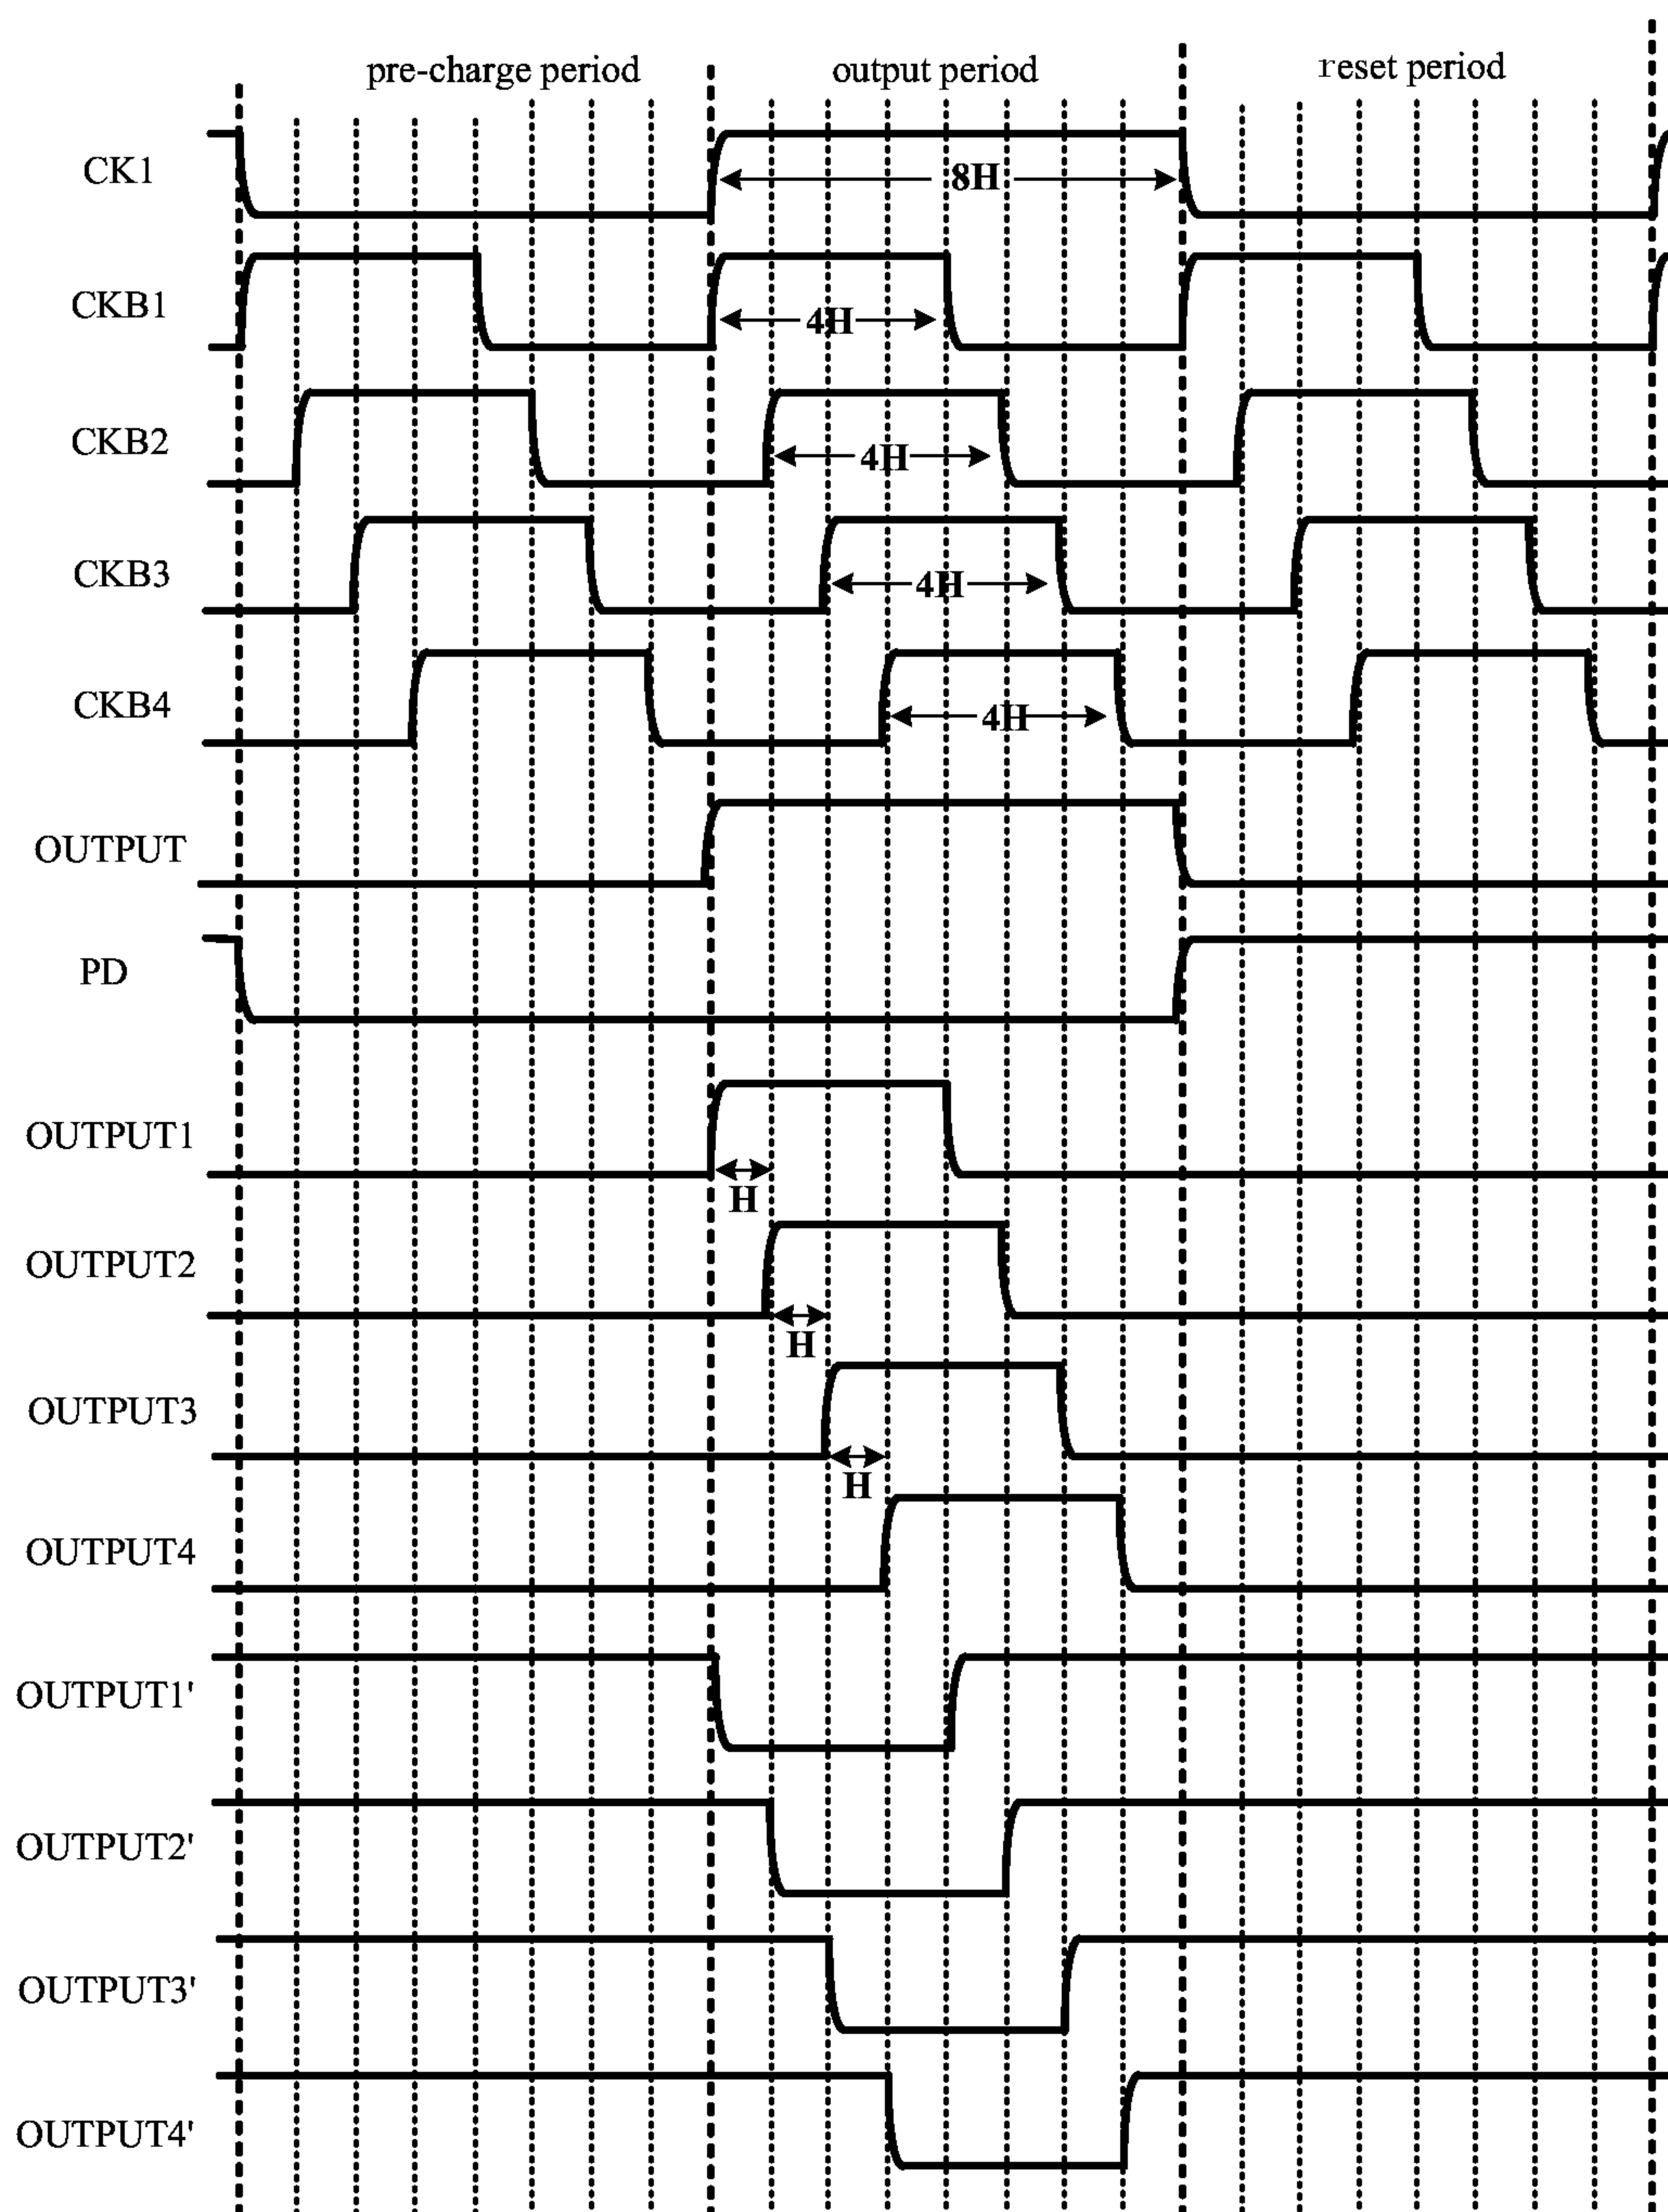 pre-charge period
output period
reset period
CK1
8H
CKB1
4H
CKB2
4H
CKB3
4H
CKB4
4H
OUTPUT
PD
OUTPUT1
H
OUTPUT2
H
OUTPUT3
H
OUTPUT4
OUTPUT1'
OUTPUT2'
OUTPUT3'
OUTPUT4'